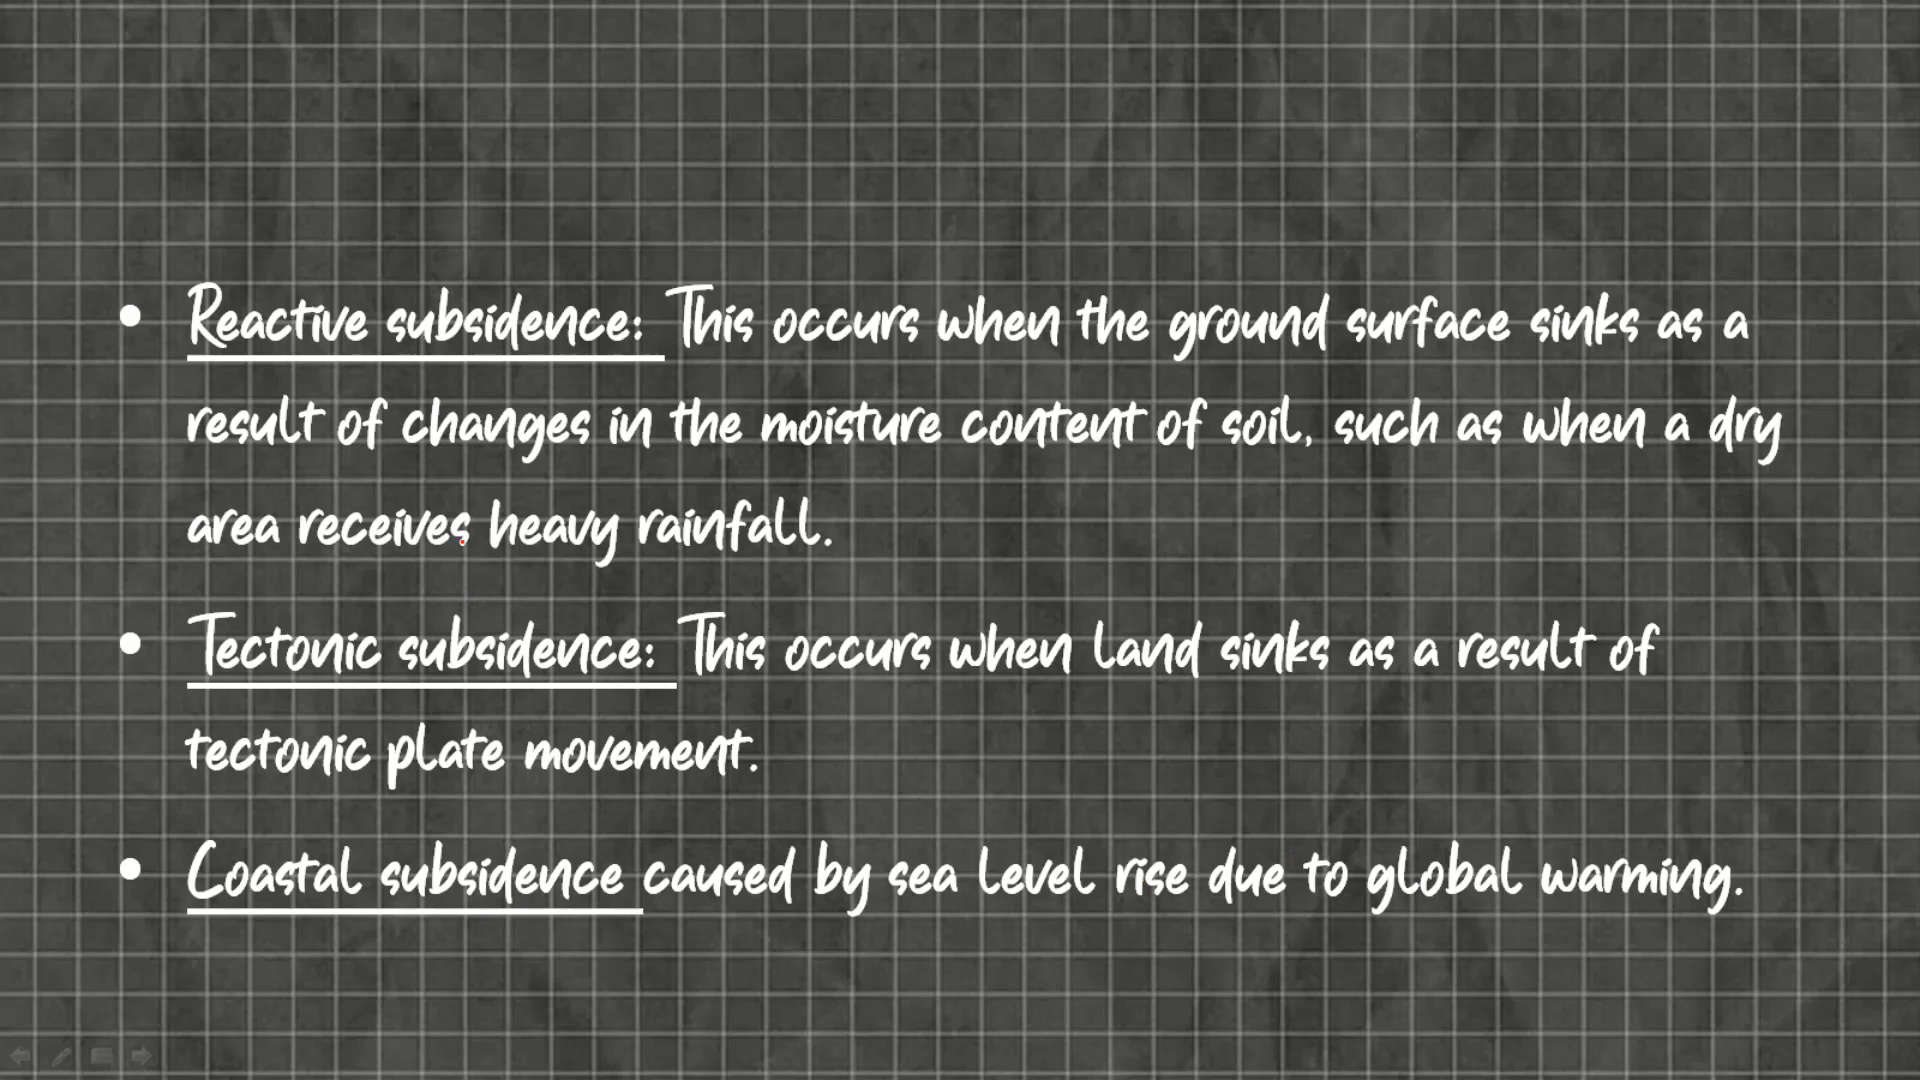 • Reactive subsidence: This occurs when the ground surface sinks as a
result of changes in the moisture content of soil, such as when a dry
area receives heavy rainfall.
• Tectonic subsidence: This occurs when land sinks as a result of
tectonic plate movement.
• Coastal subsidence caused by sea level rise due to global warming.